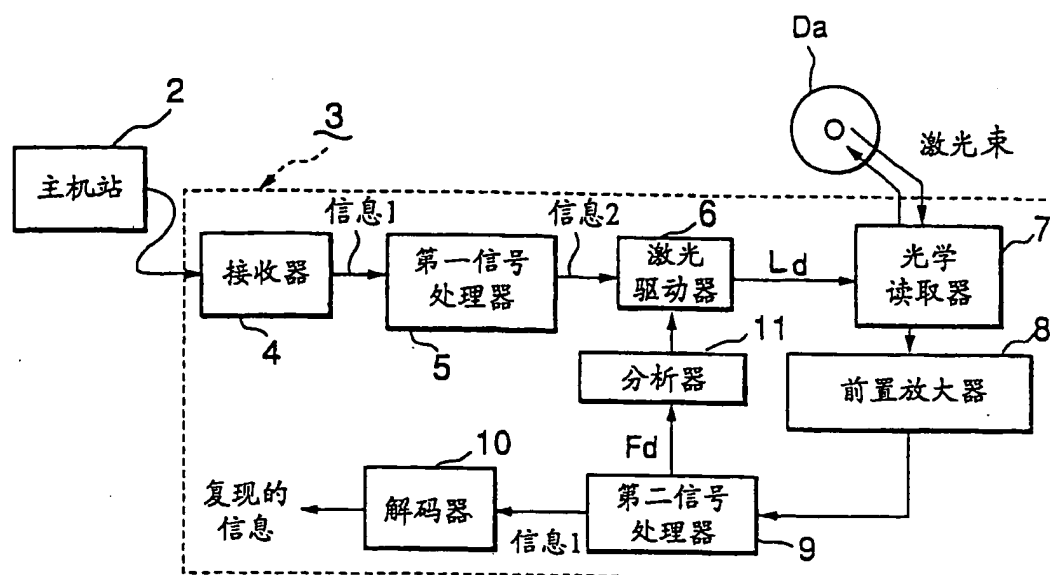 Da
2
3
主机站
激光束
信息1
信息2
6
7
接收器
第一信号
处理器
激光
驱动器
Ld
光学
读取器
4
5
11
8
分析器
前置放大器
10
Fd
复现的
信息
解码器
信息1
第二信号
处理器
9